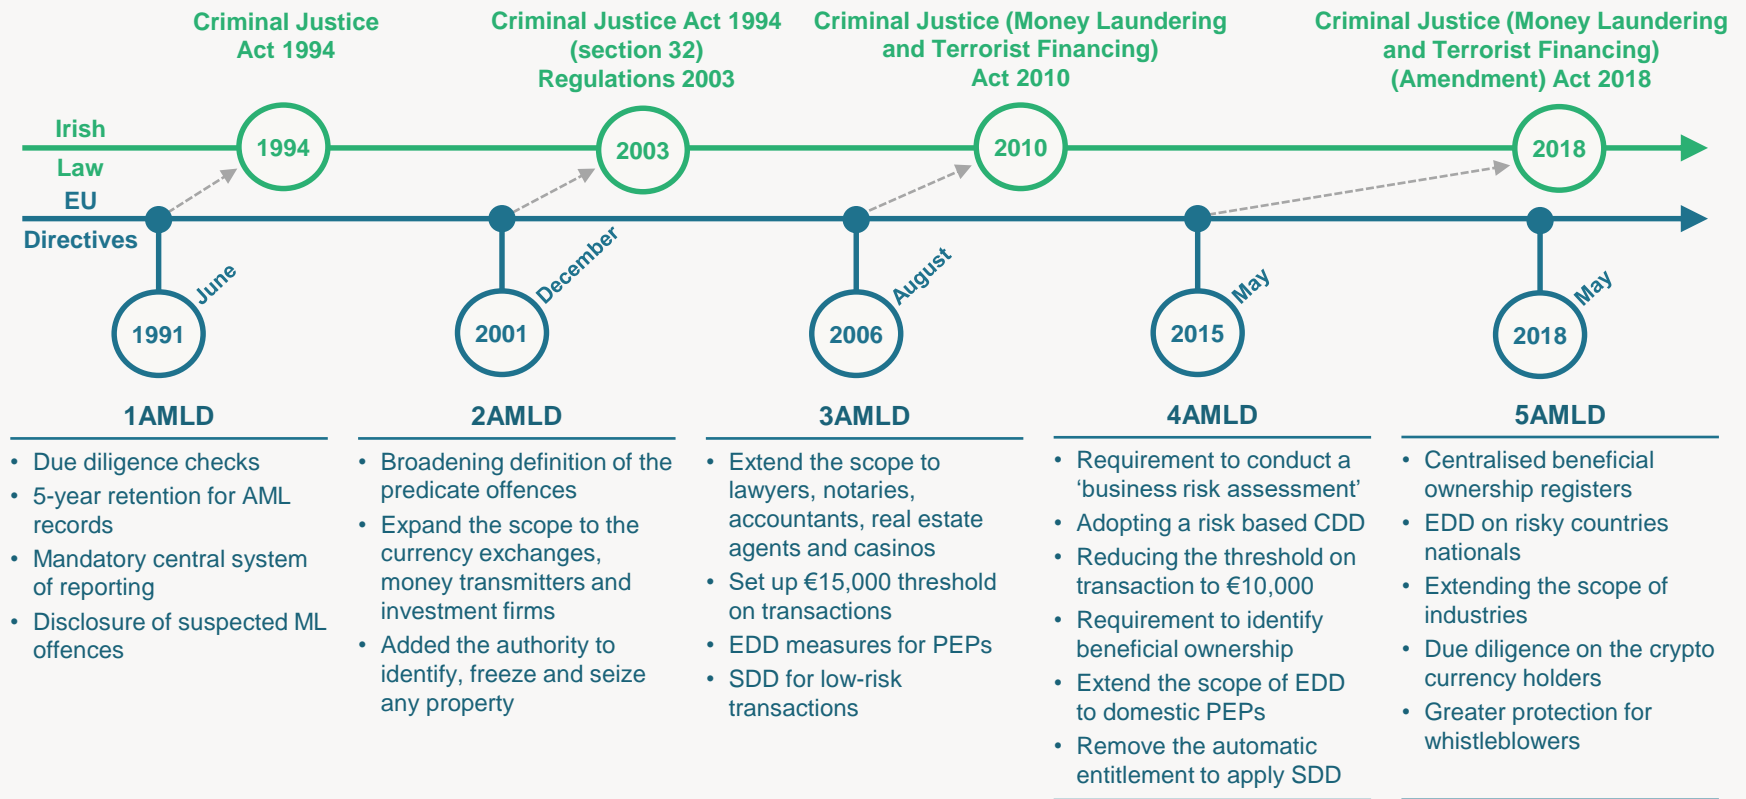 Criminal Justice
Act 1994
Criminal Justice Act 1994
(section 32)
Regulations 2003
Criminal Justice (Money Laundering
and Terrorist Financing)
Act 2010
Criminal Justice (Money Laundering
and Terrorist Financing)
(Amendment) Act 2018
Irish
Law
1994
2003
2010
2018
EU
Directives
June
December
August
May
May
1991
2001
2006
2015
2018
1AMLD
• Due diligence checks
• 5-year retention for AML
records
• Mandatory central system
of reporting
• Disclosure of suspected ML
offences
2AMLD
• Broadening definition of the
predicate offences
• Expand the scope to the
currency exchanges,
money transmitters and
investment firms
• Added the authority to
identify, freeze and seize
any property
3AMLD
• Extend the scope to
lawyers, notaries,
accountants, real estate
agents and casinos
• Set up €15,000 threshold
on transactions
• EDD measures for PEPs
• SDD for low-risk
transactions
4AMLD
• Requirement to conduct a
‘business risk assessment’
• Adopting a risk based CDD
• Reducing the threshold on
transaction to €10,000
• Requirement to identify
beneficial ownership
• Extend the scope of EDD
to domestic PEPs
• Remove the automatic
entitlement to apply SDD
5AMLD
• Centralised beneficial
ownership registers
• EDD on risky countries
nationals
• Extending the scope of
industries
• Due diligence on the crypto
currency holders
• Greater protection for
whistleblowers